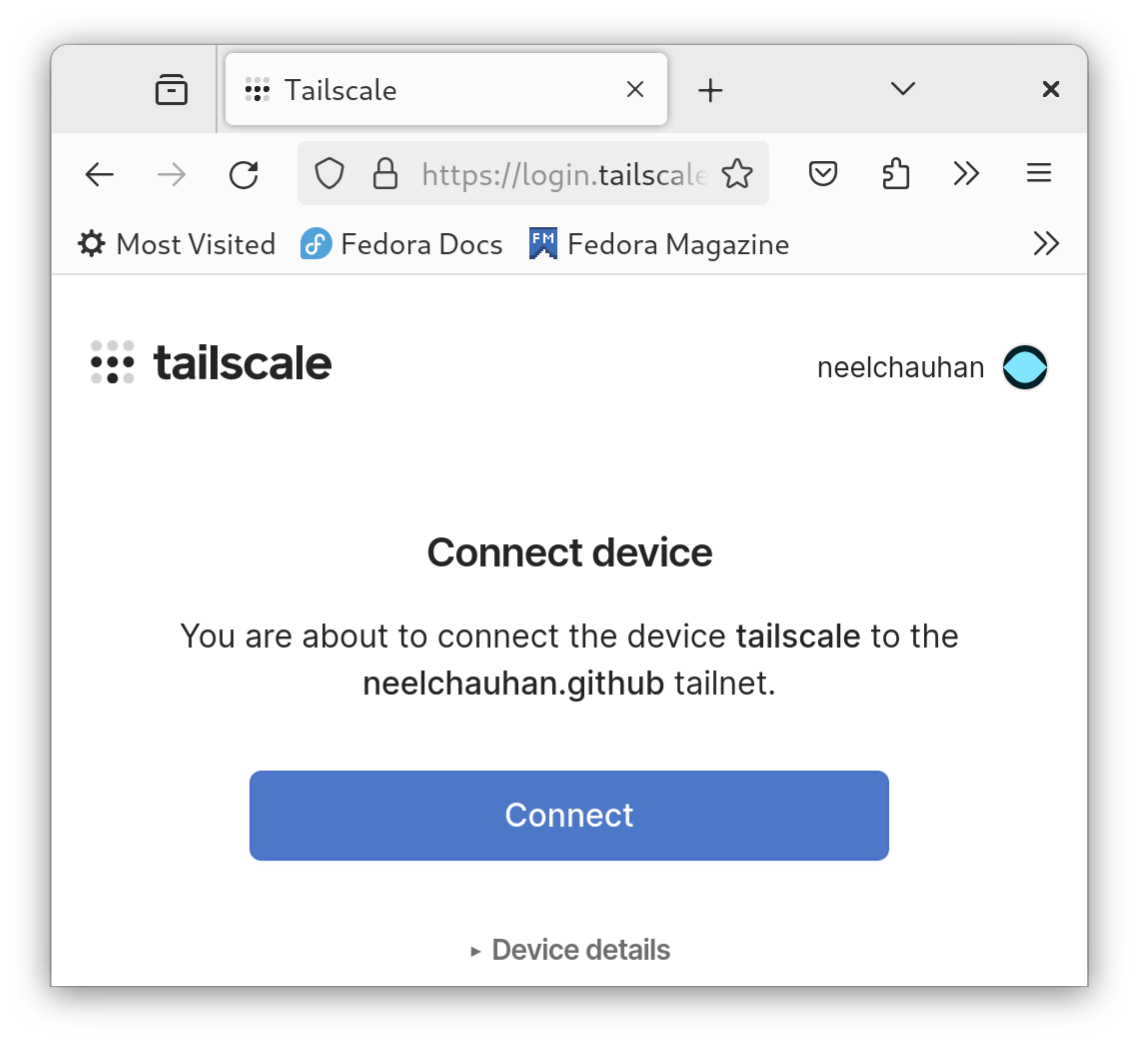 Tailscale
https://login.tailscale
Most Visited Fedora Docs FM Fedora Magazine
tailscale
neelchauhan
Connect device
You are about to connect the device tailscale to the
neelchauhan.github tailnet.
Connect
Device details